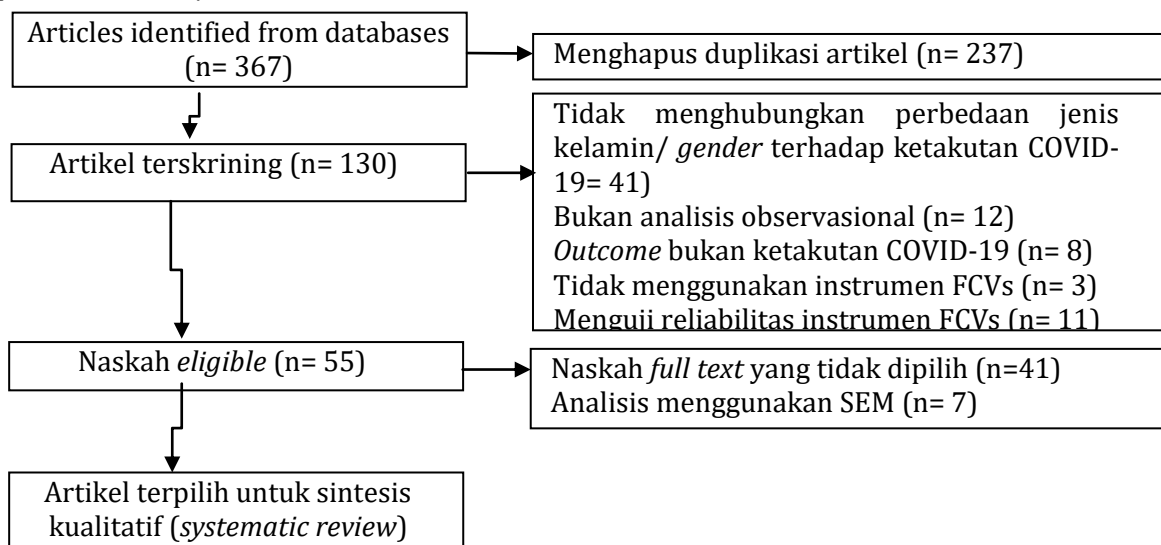 Articles identified from databases
(n= 367)
Menghapus duplikasi artikel (n= 237)
Artikel terskrining (n= 130)
Tidak menghubungkan perbedaan jenis
kelamin/ gender terhadap ketakutan COVID-
19= 41)
Bukan analisis observasional (n= 12)
Outcome bukan ketakutan COVID-19 (n= 8)
Tidak menggunakan instrumen FCVs (n= 3)
Menguji reliabilitas instrumen FCVs (n= 11)
Naskah eligible (n= 55)
Naskah full text yang tidak dipilih (n=41)
Analisis menggunakan SEM (n= 7)
Artikel terpilih untuk sintesis
kualitatif (systematic review)